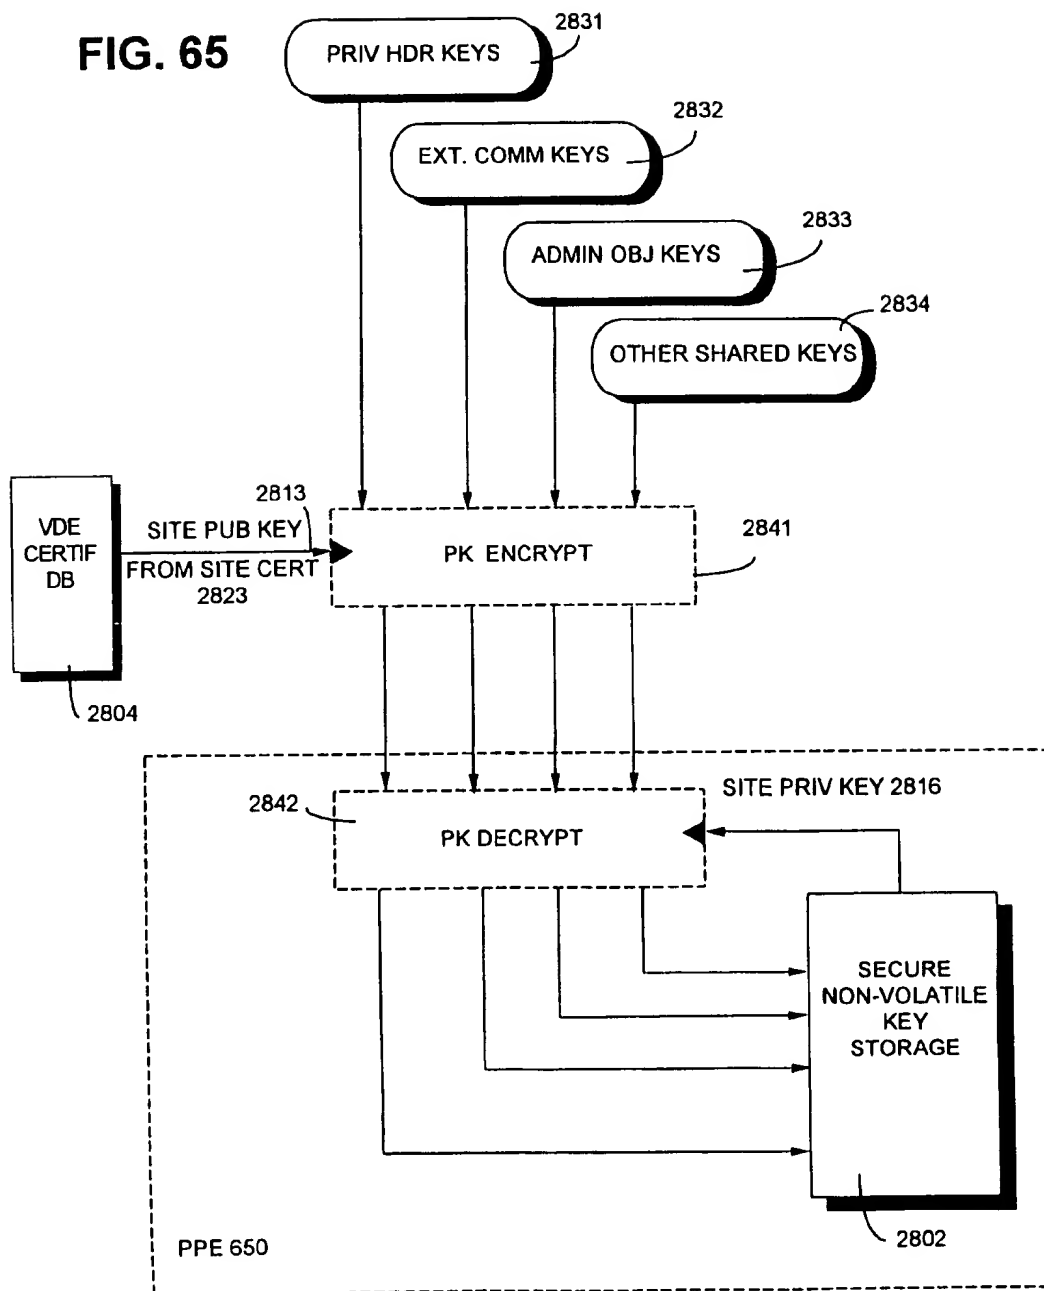 FIG. 65
2831
PRIV HDR KEYS
2832
EXT. COMM KEYS
2833
ADMIN OBJ KEYS
2834
OTHER SHARED KEYS
2813
VDE
CERTIF
DB
SITE PUB KEY
FROM SITE CERT
2823
PK ENCRYPT
2841
2804
2842
PK DECRYPT
SITE PRIV KEY 2816
SECURE
NON-VOLATILE
KEY
STORAGE
2802
PPE 650